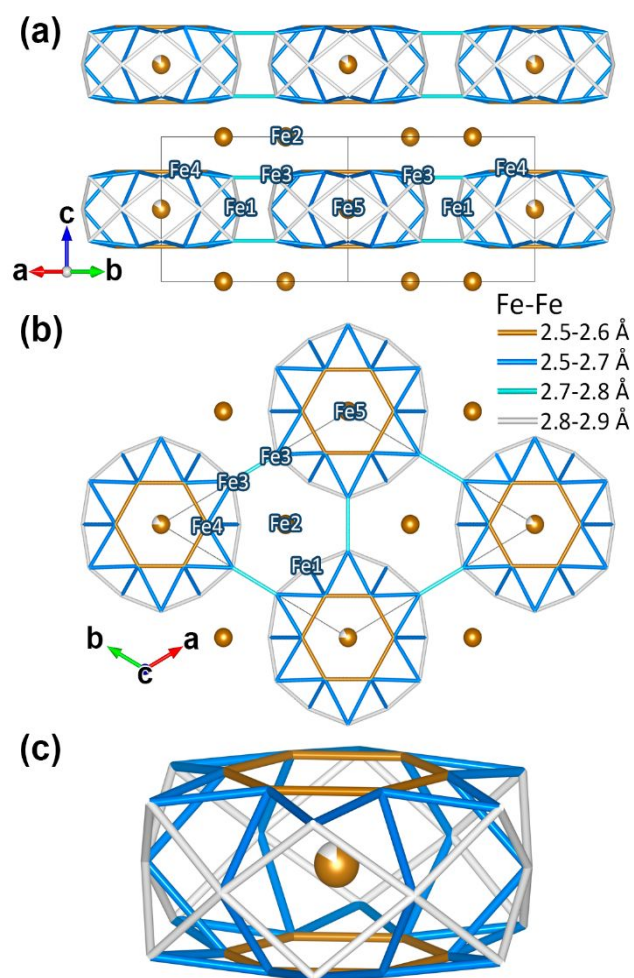 (a)
Fe2
Fe4 Fe3 Fe3 Fe4
Fe1 Fe5 Fe1
c
a b
(b)
Fe-Fe
2.5-2.6 Å
2.5-2.7 Å
2.7-2.8 Å
2.8-2.9 Å
Fe5
Fe3
Fe3
Fe4 Fe2
Fe1
b a
c
(c)